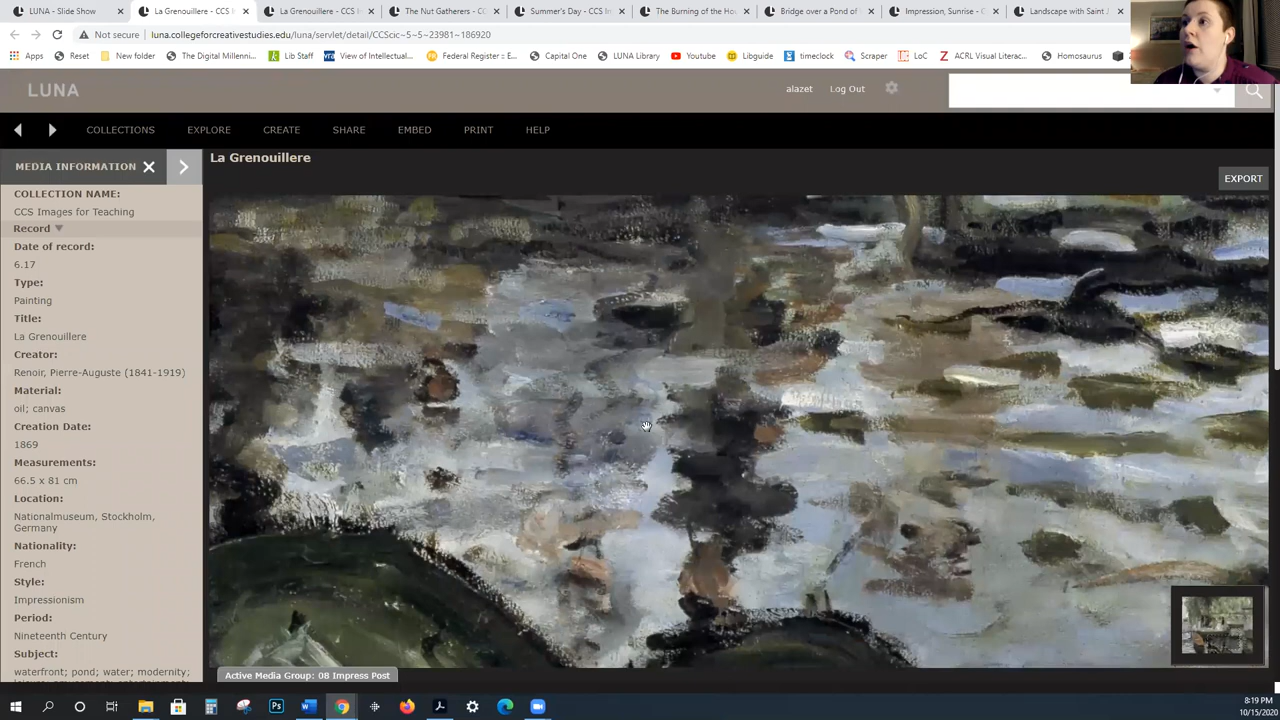 LUNA - Slide Show
La Grenouillere - CCS I
La Grenouillere - CCS I
The Nut Gatherers - CC
Summer's Day - CCS I
The Burning of the Hou
Bridge over a Pond of
Impression, Sunrise - C
Landscape with Saint J
Not secure
luna.collegeforcreativestudies.edu/luna/servlet/detail/CCScic~5~5~23981~186920
Apps
Reset
New folder
The Digital Millenni...
Lib Staff
View of Intellectual...
Federal Register ::...
Capital One
LUNA Library
Youtube
Libguide
timeclock
Scraper
LoC
ACRL Visual Literac...
Homosaurus
LUNA
alazet
Log Out
COLLECTIONS
EXPLORE
CREATE
SHARE
EMBED
PRINT
HELP
MEDIA INFORMATION
La Grenouillere
EXPORT
COLLECTION NAME:
CCS Images for Teaching
Record
Date of record:
6.17
Type:
Painting
Title:
La Grenouillere
Creator:
Renoir, Pierre-Auguste (1841-1919)
Material:
oil; canvas
Creation Date:
1869
Measurements:
66.5 x 81 cm
Location:
Nationalmuseum, Stockholm,
Germany
Nationality:
French
Style:
Impressionism
Period:
Nineteenth Century
Subject:
waterfront; pond; water; modernity;
Active Media Group: 08 Impress Post
8:19 PM
10/15/2020